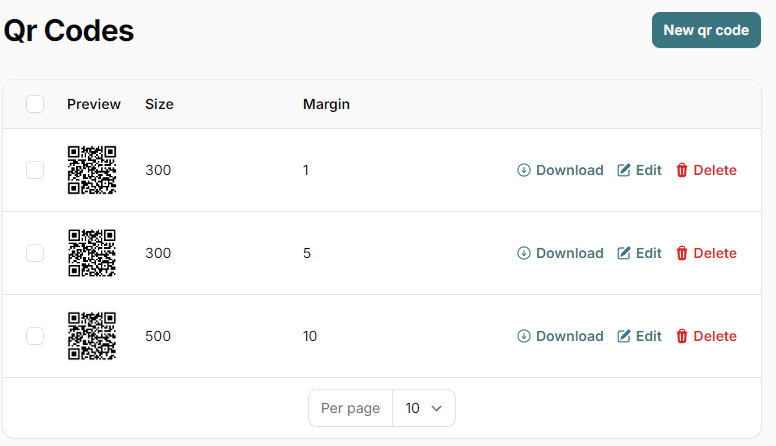 Qr Codes
New qr code
Preview Size Margin
300 1 Download Edit Delete
300 5 Download Edit Delete
500 10 Download Edit Delete
Per page 10